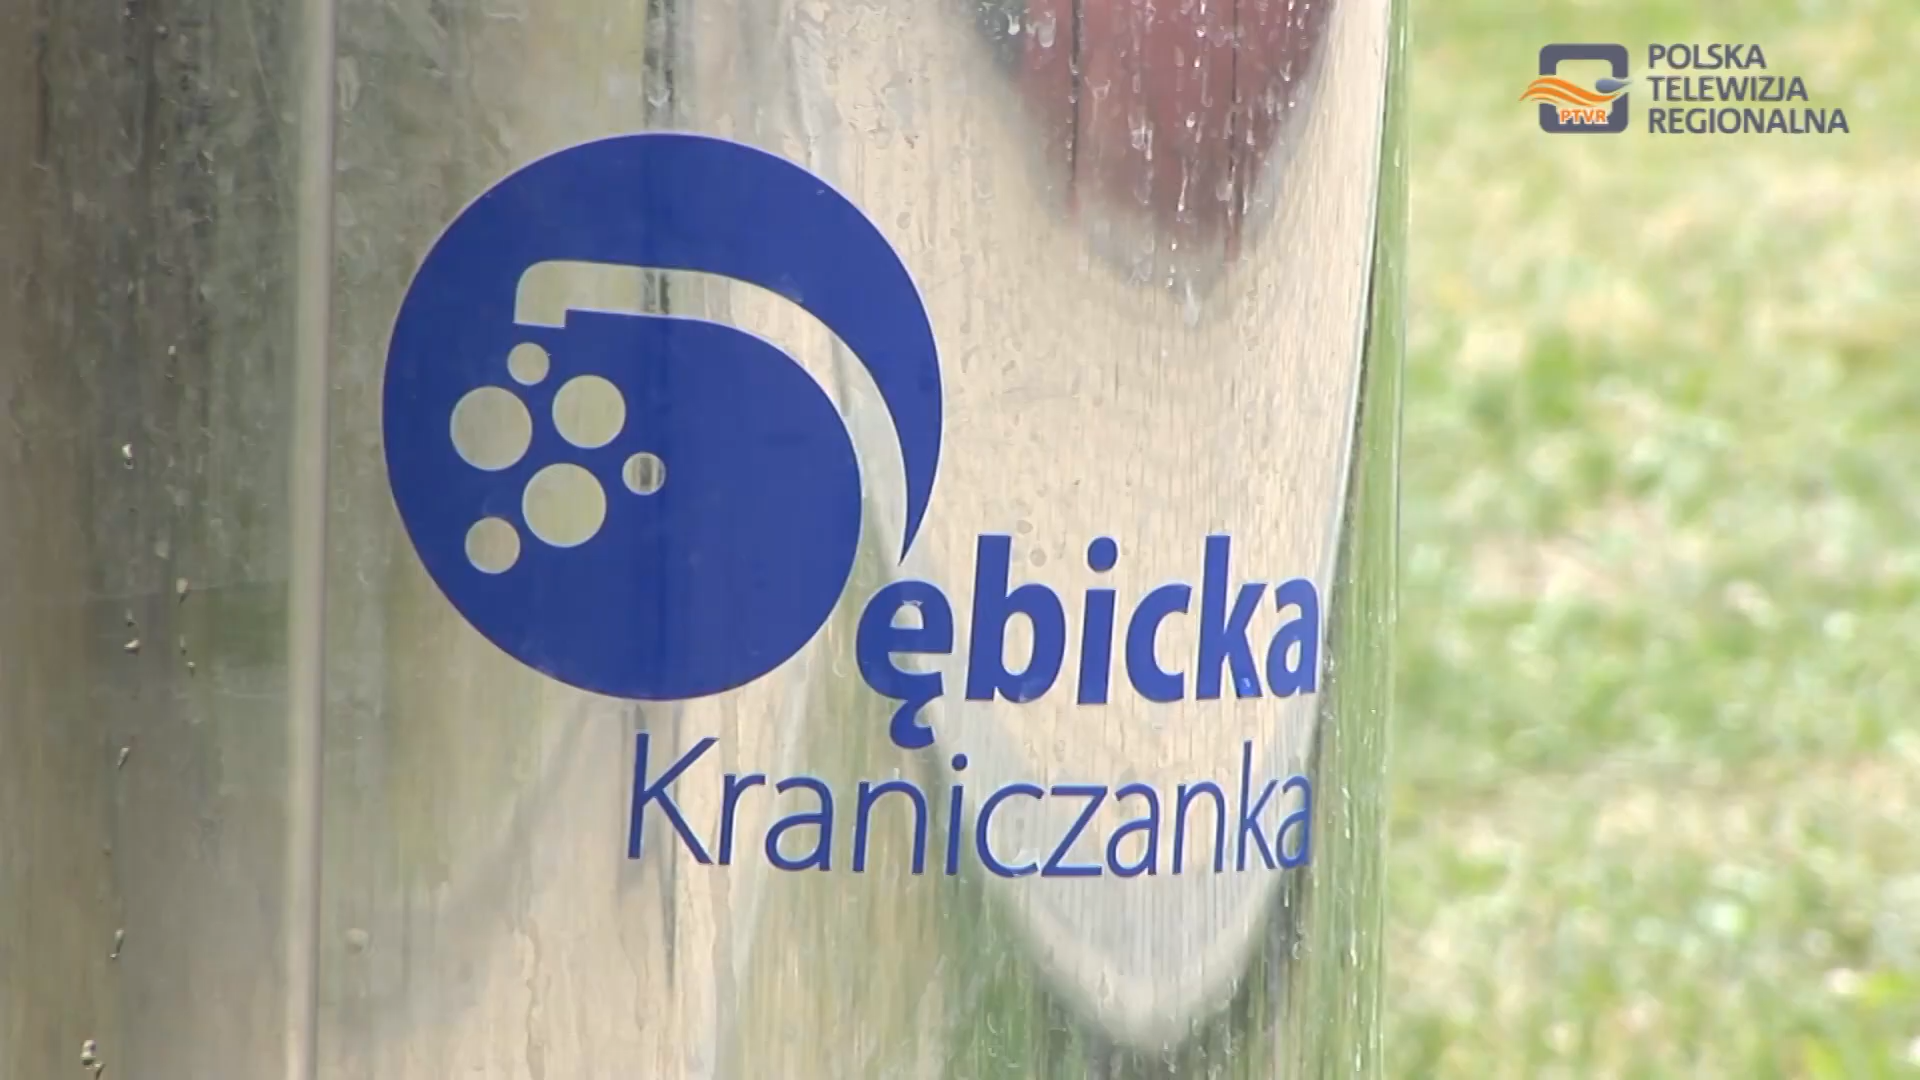 POLSKA
TELEWIZJA
REGIONALNA
PTVR
ębicka
Kraniczanka